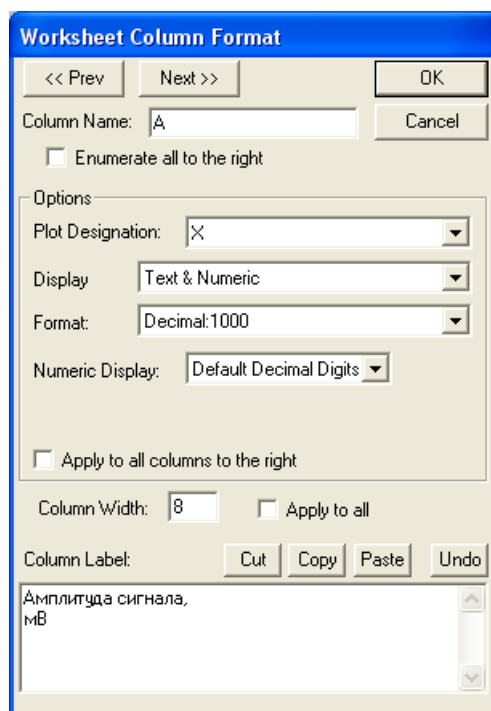 Worksheet Column Format
<< Prev Next >> OK
Column Name: A Cancel
Enumerate all to the right
Options
Plot Designation: X
Display Text & Numeric
Format: Decimal:1000
Numeric Display: Default Decimal Digits
Apply to all columns to the right
Column Width: 8 Apply to all
Column Label: Cut Copy Paste Undo
Амплитуда сигнала,
мВ